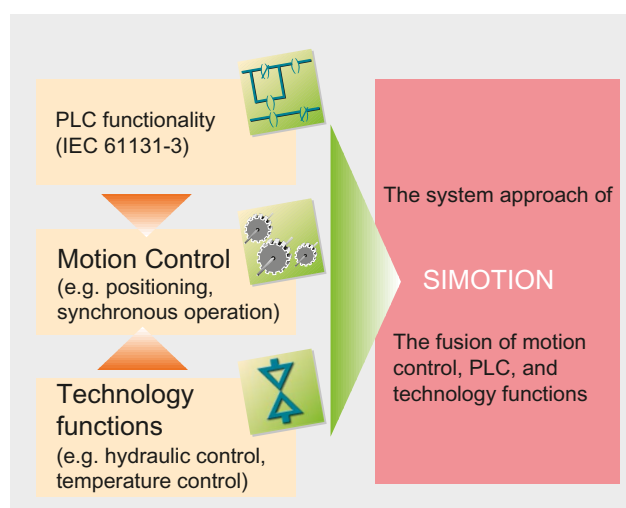 PLC functionality
(IEC 61131-3)
Motion Control
(e.g. positioning,
synchronous operation)
Technology
functions
(e.g. hydraulic control,
temperature control)
The system approach of
SIMOTION
The fusion of motion
control, PLC, and
technology functions